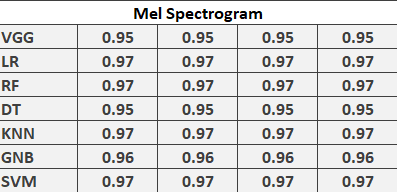 Mel Spectrogram
VGG 0.95 0.95 0.95 0.95
LR 0.97 0.97 0.97 0.97
RF 0.97 0.97 0.97 0.97
DT 0.95 0.95 0.95 0.95
KNN 0.97 0.97 0.97 0.97
GNB 0.96 0.96 0.96 0.96
SVM 0.97 0.97 0.97 0.97